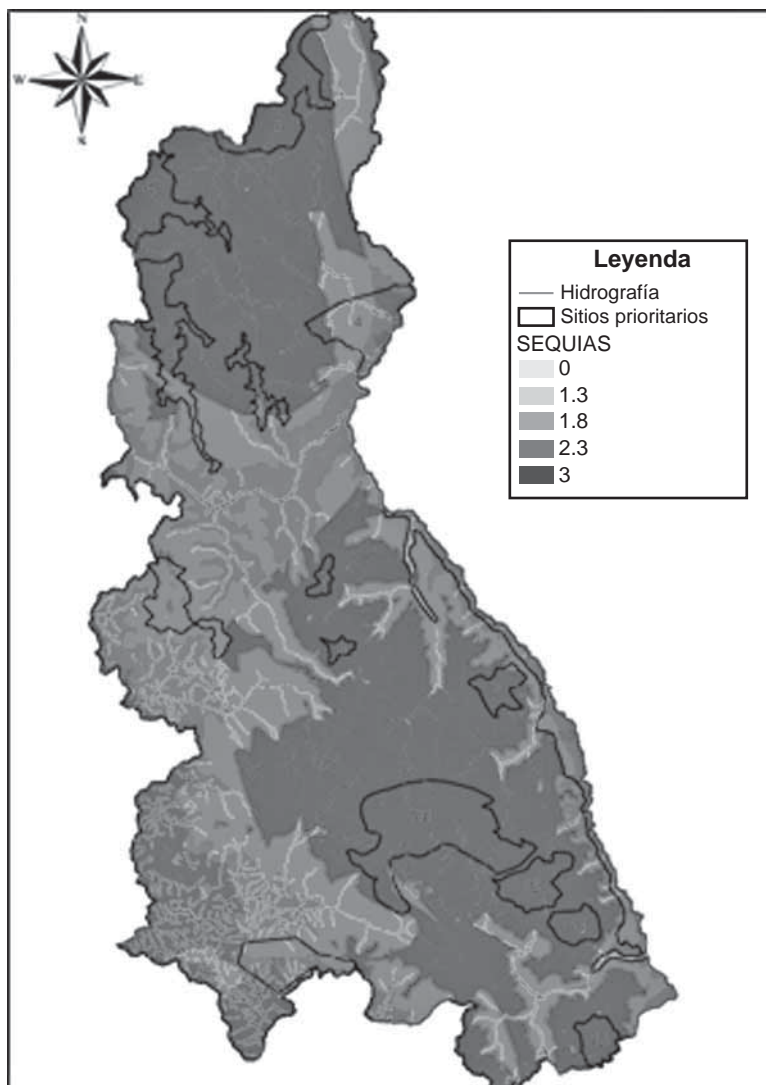 N
W
E
S
Leyenda
Hidrografía
Sitios prioritarios
SEQUIAS
0
1.3
1.8
2.3
3